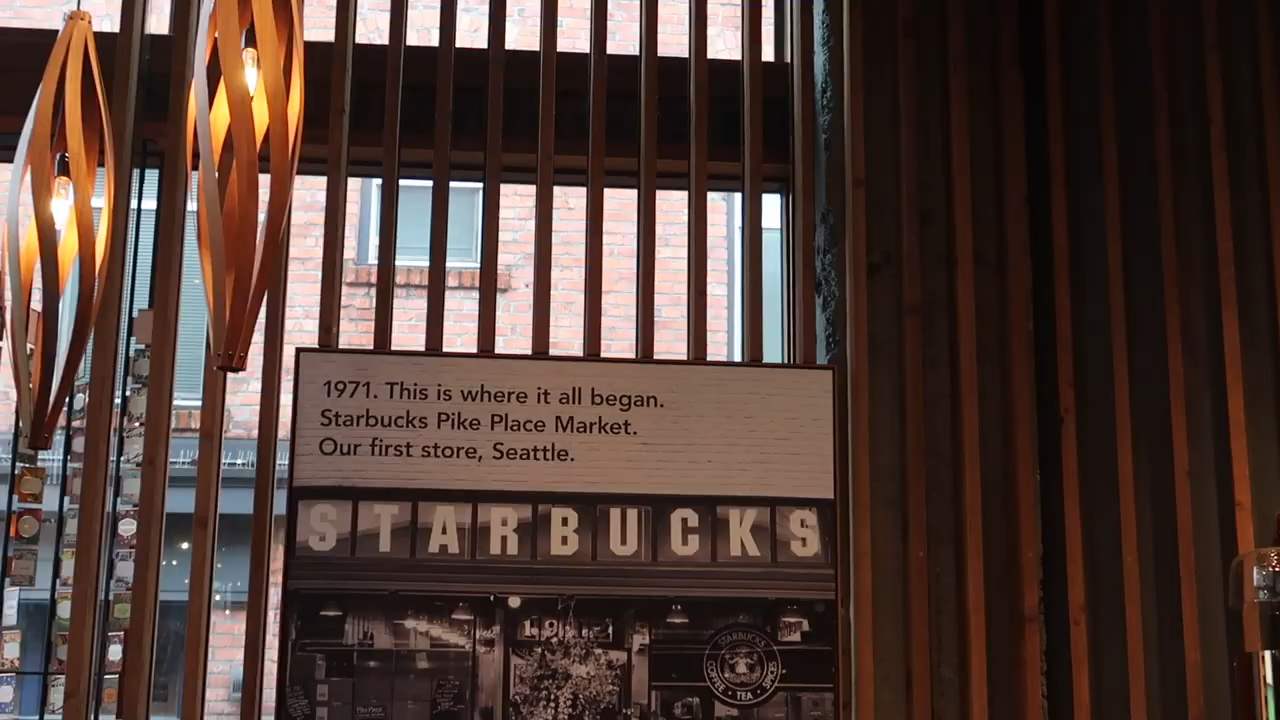 1971. This is where it all began.
Starbucks Pike Place Market.
Our first store, Seattle.
STARBUCKS
1912
STARBUCKS
COFFEE • TEA • SPICES